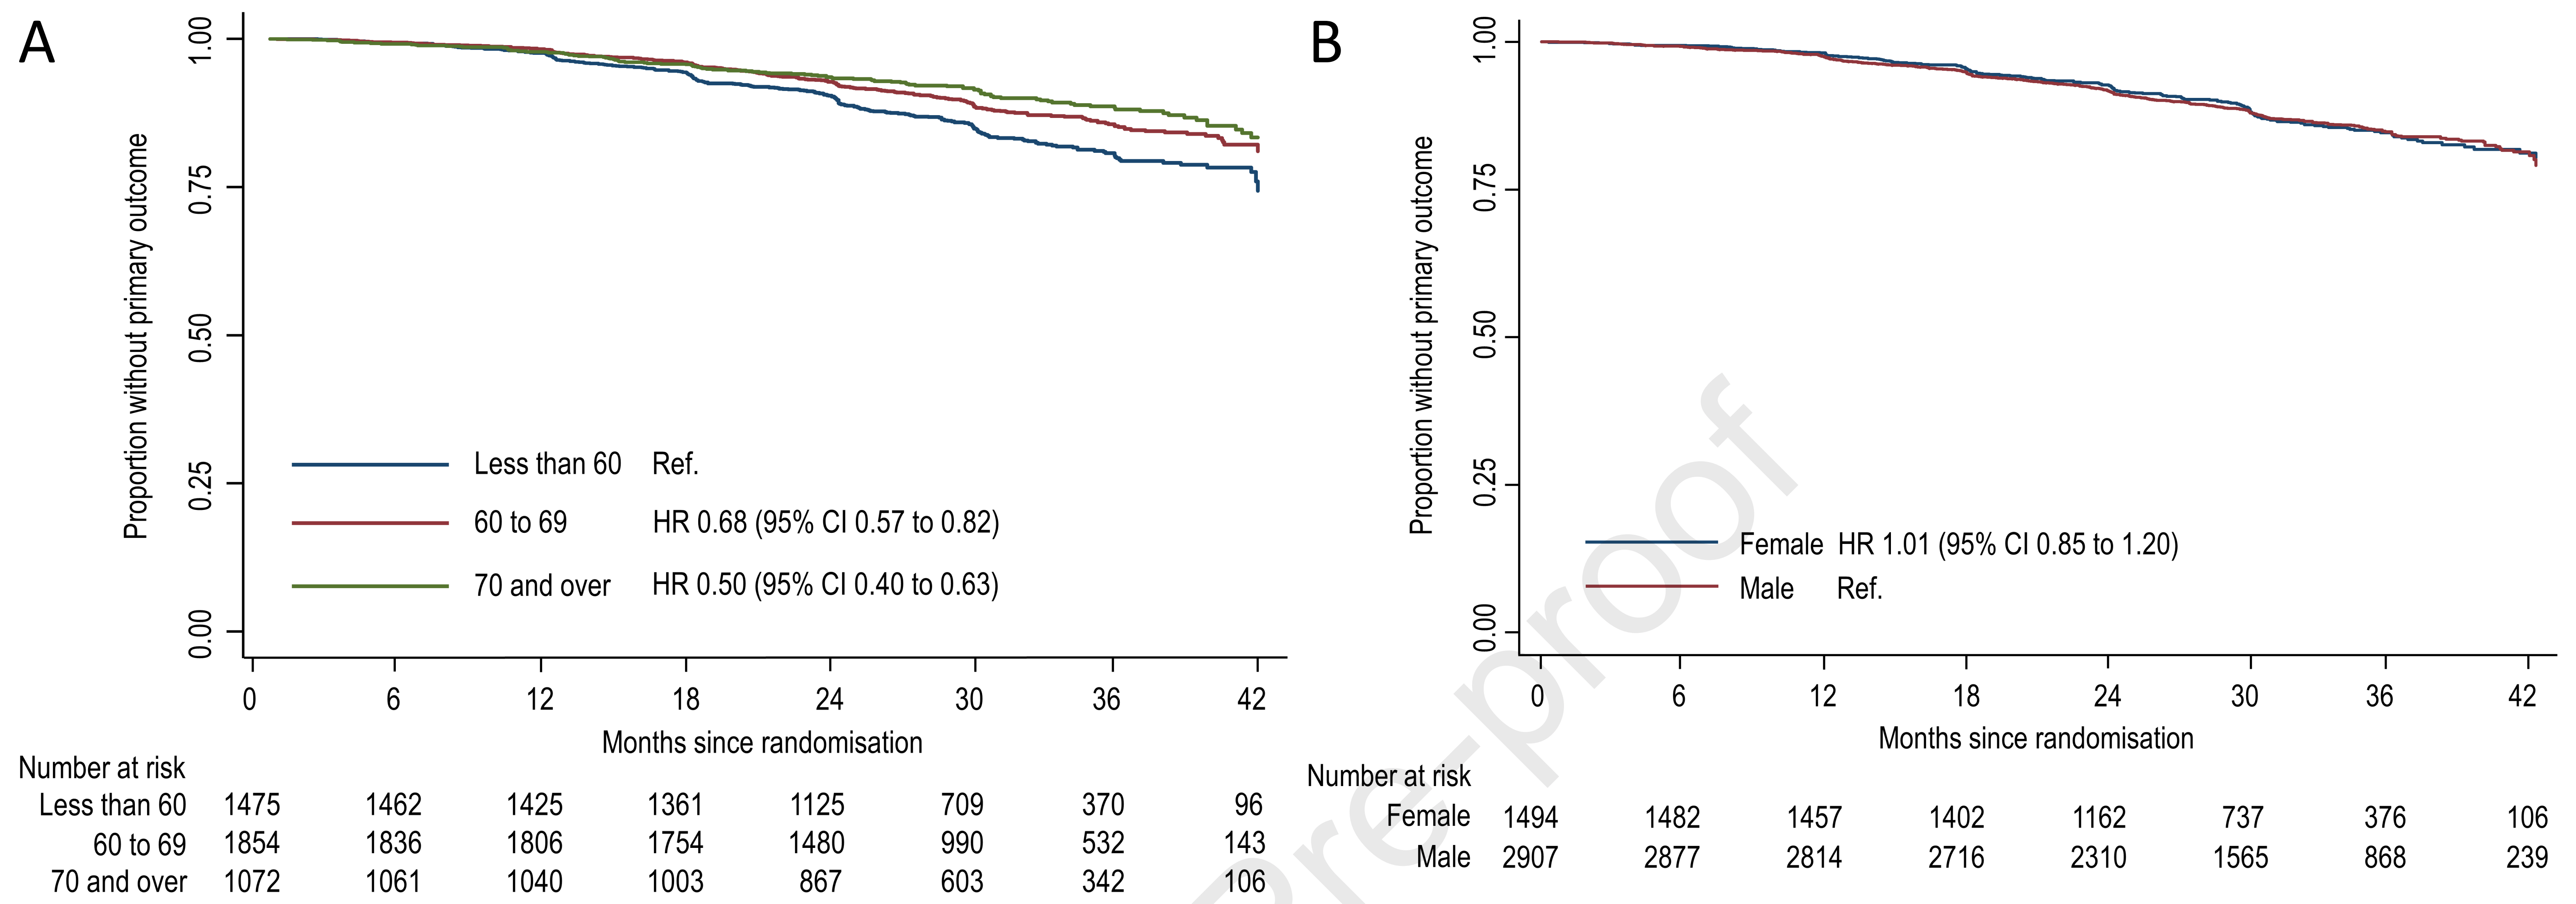 A
Proportion without primary outcome
1.00
0.75
0.50
0.25
0.00
Less than 60 Ref.
60 to 69 HR 0.68 (95% CI 0.57 to 0.82)
70 and over HR 0.50 (95% CI 0.40 to 0.63)
0 6 12 18 24 30 36 42
Months since randomisation
Number at risk
Less than 60 1475 1462 1425 1361 1125 709 370 96
60 to 69 1854 1836 1806 1754 1480 990 532 143
70 and over 1072 1061 1040 1003 867 603 342 106
B
Proportion without primary outcome
1.00
0.75
0.50
0.25
0.00
Female HR 1.01 (95% CI 0.85 to 1.20)
Male Ref.
0 6 12 18 24 30 36 42
Months since randomisation
Number at risk
Female 1494 1482 1457 1402 1162 737 376 106
Male 2907 2877 2814 2716 2310 1565 868 239
Pre-proof